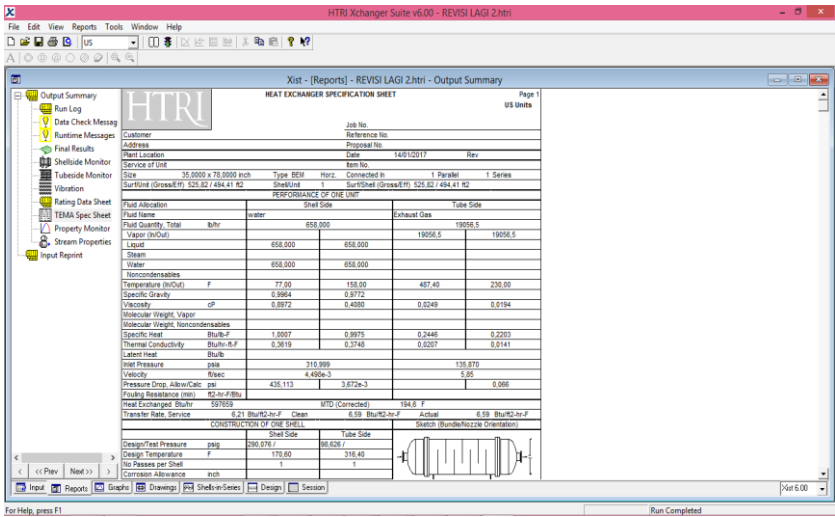 HTRI Xchanger Suite v6.00 - REVISI LAGI 2.htri
File Edit View Reports Tools Window Help
US
Xist - [Reports] - REVISI LAGI 2.htri - Output Summary
Output Summary
Run Log
Data Check Messag
Runtime Messages
Final Results
Shellside Monitor
Tubeside Monitor
Vibration
Rating Data Sheet
TEMA Spec Sheet
Property Monitor
Stream Properties
Input Reprint
HTRI
HEAT EXCHANGER SPECIFICATION SHEET Page 1
US Units
Job No.
Customer Reference No.
Address Proposal No.
Plant Location Date 14/01/2017 Rev
Service of Unit Item No.
Size 35,0000 x 78,0000 inch Type BEM Horz. Connected In 1 Parallel 1 Series
Surf/Unit (Gross/Eff) 525,82 / 494,41 ft2 Shell/Unit 1 Surf/Shell (Gross/Eff) 525,82 / 494,41 ft2
PERFORMANCE OF ONE UNIT
Fluid Allocation Shell Side Tube Side
Fluid Name water Exhaust Gas
Fluid Quantity, Total lb/hr 658,000 19056,5
Vapor (In/Out) 19056,5 19056,5
Liquid 658,000 658,000
Steam
Water 658,000 658,000
Noncondensables
Temperature (In/Out) F 77,00 158,00 487,40 230,00
Specific Gravity 0,9964 0,9772
Viscosity cP 0,8972 0,4080 0,0249 0,0194
Molecular Weight, Vapor
Molecular Weight, Noncondensables
Specific Heat Btu/lb-F 1,0007 0,9975 0,2446 0,2203
Thermal Conductivity Btu/hr-ft-F 0,3619 0,3748 0,0207 0,0141
Latent Heat Btu/lb
Inlet Pressure psia 310,999 135,870
Velocity ft/sec 4,498e-3 5,85
Pressure Drop, Allow/Calc psi 435,113 3,672e-3 0,066
Fouling Resistance (min) ft2-hr-F/Btu
Heat Exchanged Btu/hr 597659 MTD (Corrected) 194,6 F
Transfer Rate, Service 6,21 Btu/ft2-hr-F Clean 6,59 Btu/ft2-hr-F Actual 6,59 Btu/ft2-hr-F
CONSTRUCTION OF ONE SHELL Sketch (Bundle/Nozzle Orientation)
Shell Side Tube Side
Design/Test Pressure psig 290,076 / 98,626 /
Design Temperature F 170,60 316,40
No Passes per Shell 1 1
Corrosion Allowance inch
<< Prev Next >>
Input Reports Graphs Drawings Shells-in-Series Design Session Xist 6.00
For Help, press F1 Run Completed